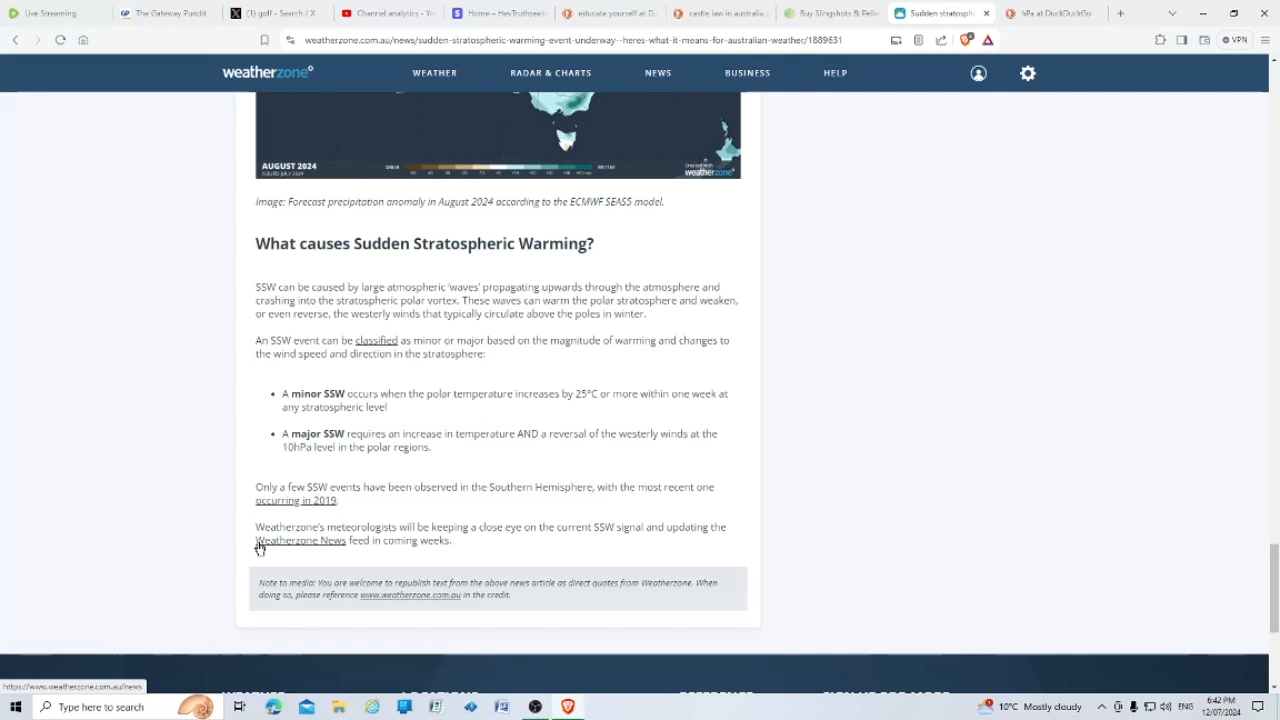 Live Streaming
The Gateway Pundit
golf - Search / X
educate yourself at
castle law in australia
Bay Slingshots & Pelle
Sudden stratosph
hPa at DuckDuckGo
weatherzone.com.au/news/sudden-stratospheric-warming-event-underway--heres-what-it-means-for-australian-weather/1889631
VPN
weatherzone
WEATHER
RADAR & CHARTS
NEWS
BUSINESS
HELP
AUGUST 2024
ISSUED JULY 2024
DRIER
WETTER
Created with
weatherzone
Image: Forecast precipitation anomaly in August 2024 according to the ECMWF SEAS5 model.
What causes Sudden Stratospheric Warming?
SSW can be caused by large atmospheric 'waves' propagating upwards through the atmosphere and
crashing into the stratospheric polar vortex. These waves can warm the polar stratosphere and weaken,
or even reverse, the westerly winds that typically circulate above the poles in winter.
An SSW event can be classified as minor or major based on the magnitude of warming and changes to
the wind speed and direction in the stratosphere:
• A minor SSW occurs when the polar temperature increases by 25°C or more within one week at
any stratospheric level
• A major SSW requires an increase in temperature AND a reversal of the westerly winds at the
10hPa level in the polar regions.
Only a few SSW events have been observed in the Southern Hemisphere, with the most recent one
occurring in 2019.
Weatherzone's meteorologists will be keeping a close eye on the current SSW signal and updating the
Weatherzone News feed in coming weeks.
Note to media: You are welcome to republish text from the above news article as direct quotes from Weatherzone. When
doing so, please reference www.weatherzone.com.au in the credit.
https://www.weatherzone.com.au/news
Type here to search
10°C Mostly cloudy
6:42 PM
12/07/2024